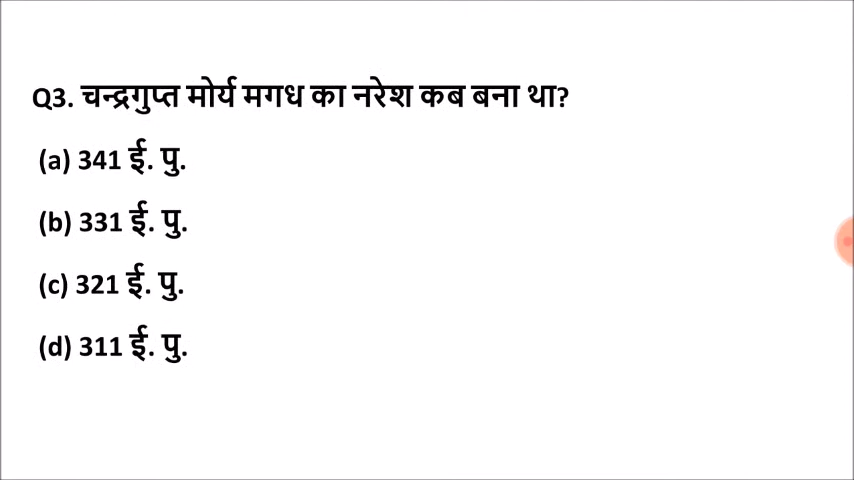 Q3. चन्द्रगुप्त मोर्य मगध का नरेश कब बना था?
(a) 341 ई. पु.
(b) 331 ई. पु.
(c) 321 ई. पु.
(d) 311 ई. पु.